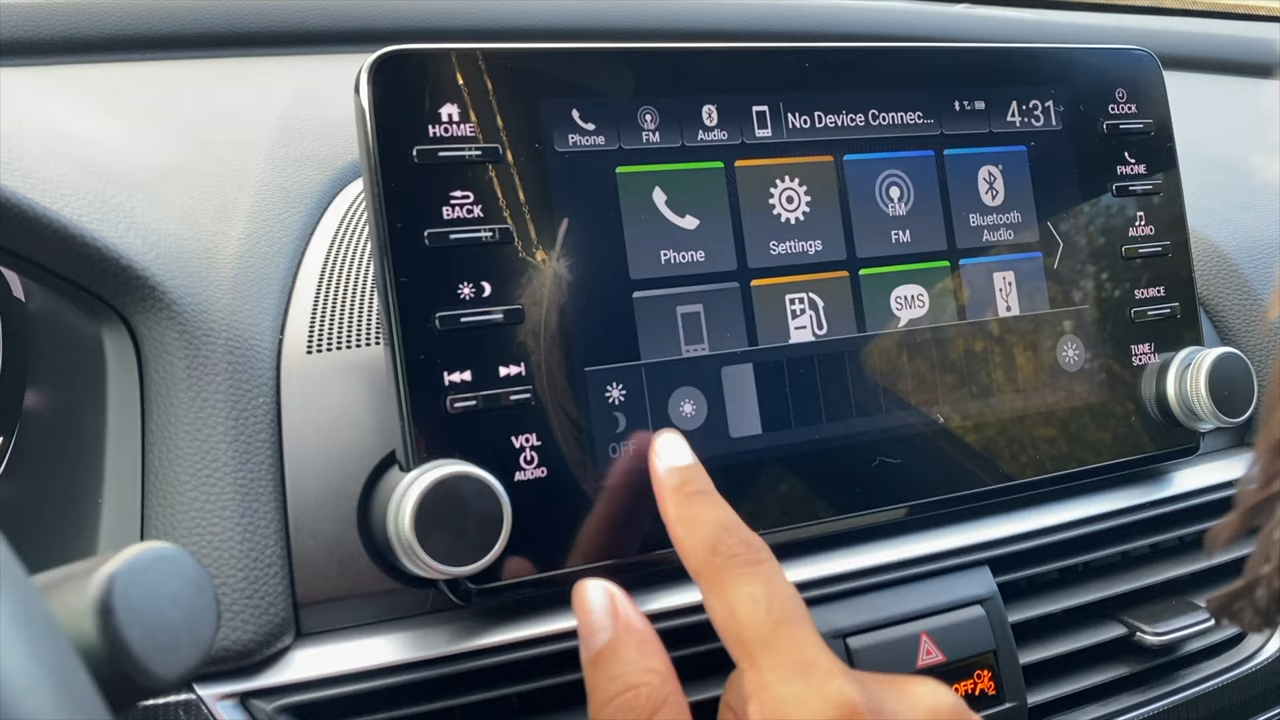 HOME
BACK
VOL
AUDIO
Phone
FM
Audio
No Device Connec...
4:31
Phone
Settings
FM
FM
Bluetooth
Audio
SMS
OFF
CLOCK
PHONE
AUDIO
SOURCE
TUNE/
SCROLL
OFF
2